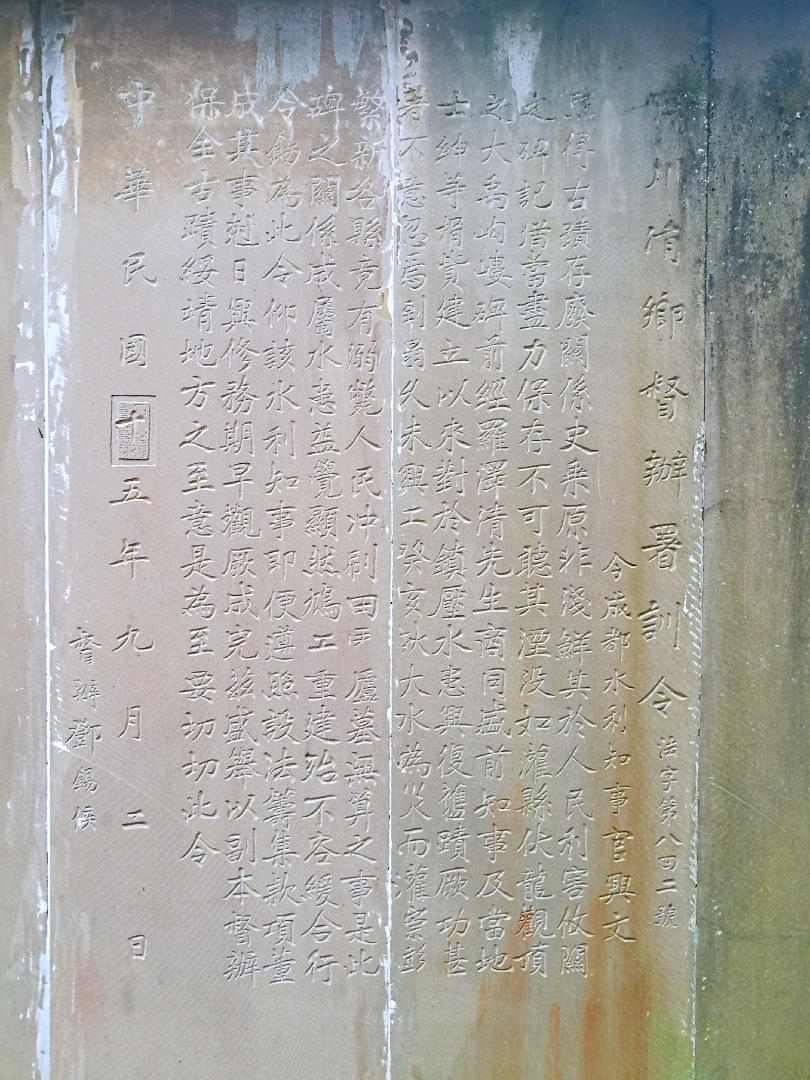 川清鄉督辦署訓令 法字第八四二號
令成都水利知事官興文
照得古蹟存廢關係史乘原非淺鮮其於人民利害攸關
之碑記猶當盡力保存不可聽其湮没如灌縣伏龍觀頂
之大禹岣嶁碑前經羅澤清先生商同盛前知事及當地
士紳等捐貲建立以來對於鎮壓水患興復舊蹟厥功甚
著不意忽焉剝蝕久未興工癸亥秋大水為災而灌崇彭
繁新各縣竟有溺斃人民冲刷田 廬墓無算之事是此
碑之關係成屬水患益覺顯然鳩工重建殆不容緩合行
令飭為此令仰該水利知事即便遵照設法籌集款項董
成其事尅日興修務期早觀厥成完兹盛舉以副本督辦
保全古蹟綏靖地方之至意是為至要切切此令
中華民國十五年九月二日
督辦鄧錫侯